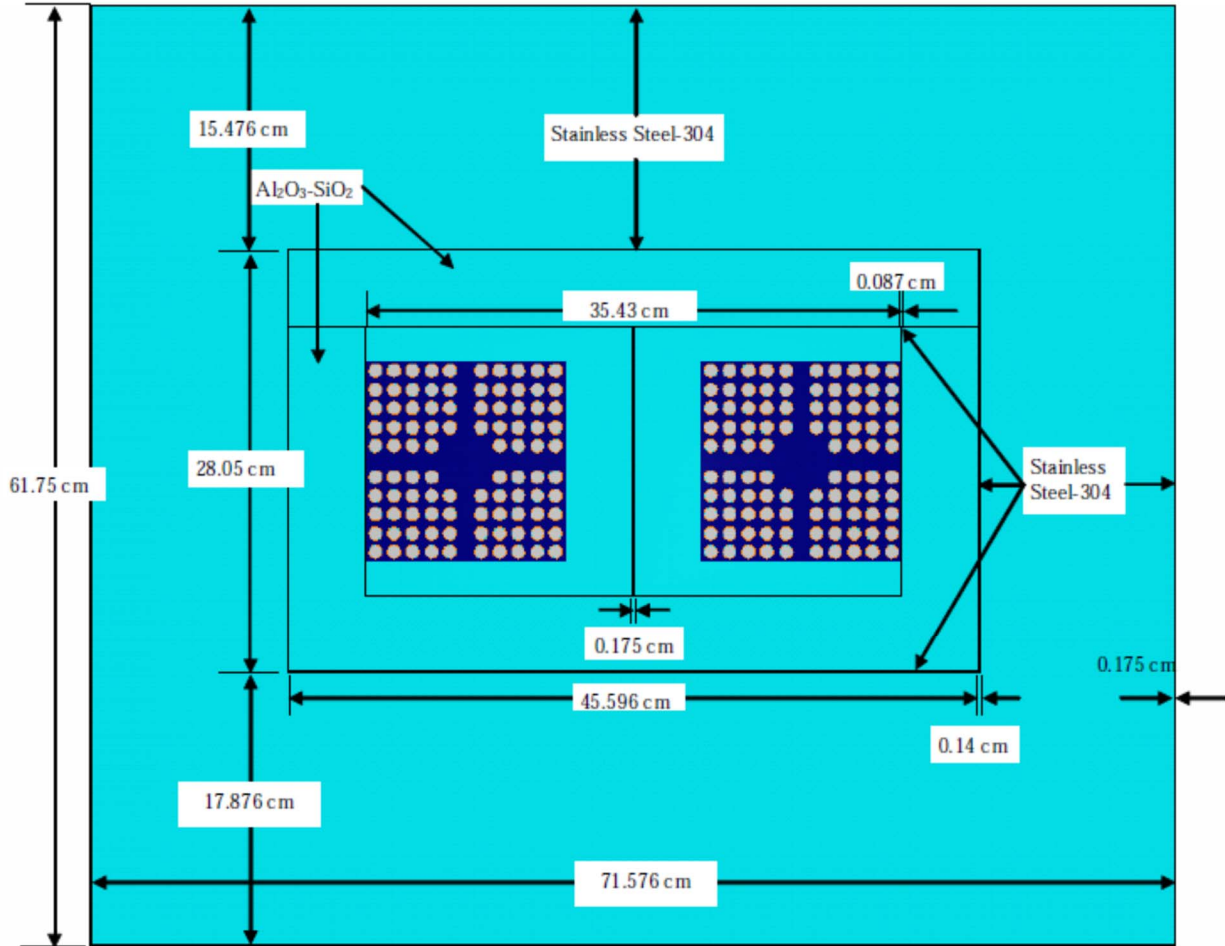 15.476 cm
Stainless Steel-304
Al₂O₃-SiO₂
0.087 cm
35.43 cm
61.75 cm
28.05 cm
Stainless
Steel-304
0.175 cm
0.175 cm
45.596 cm
0.14 cm
17.876 cm
71.576 cm